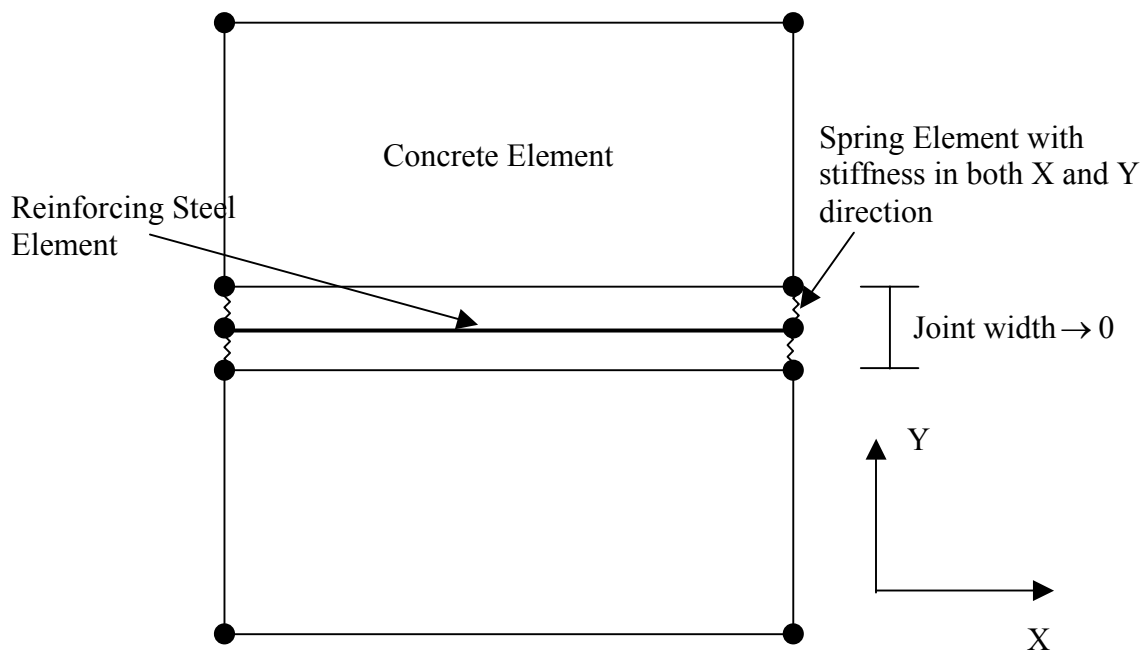 Concrete Element
Spring Element with
stiffness in both X and Y
direction
Reinforcing Steel
Element
Joint width → 0
Y
X